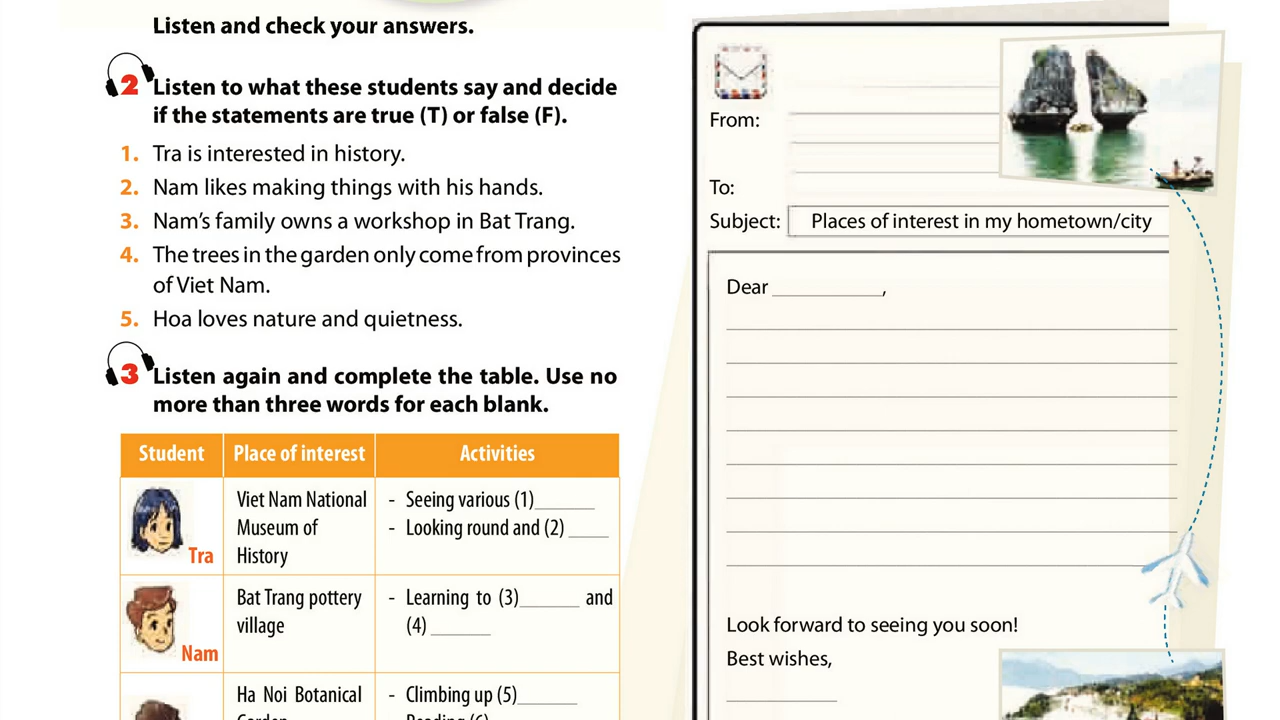 Listen and check your answers.
2 Listen to what these students say and decide
if the statements are true (T) or false (F).
1. Tra is interested in history.
2. Nam likes making things with his hands.
3. Nam's family owns a workshop in Bat Trang.
4. The trees in the garden only come from provinces
of Viet Nam.
5. Hoa loves nature and quietness.
3 Listen again and complete the table. Use no
more than three words for each blank.
Student Place of interest Activities
Viet Nam National
Museum of
History
Tra
- Seeing various (1)______
- Looking round and (2) ____
Bat Trang pottery
village
Nam
- Learning to (3)______ and
(4) ______
Ha Noi Botanical
- Climbing up (5)______
From:
To:
Subject: Places of interest in my hometown/city
Dear __________,
Look forward to seeing you soon!
Best wishes,